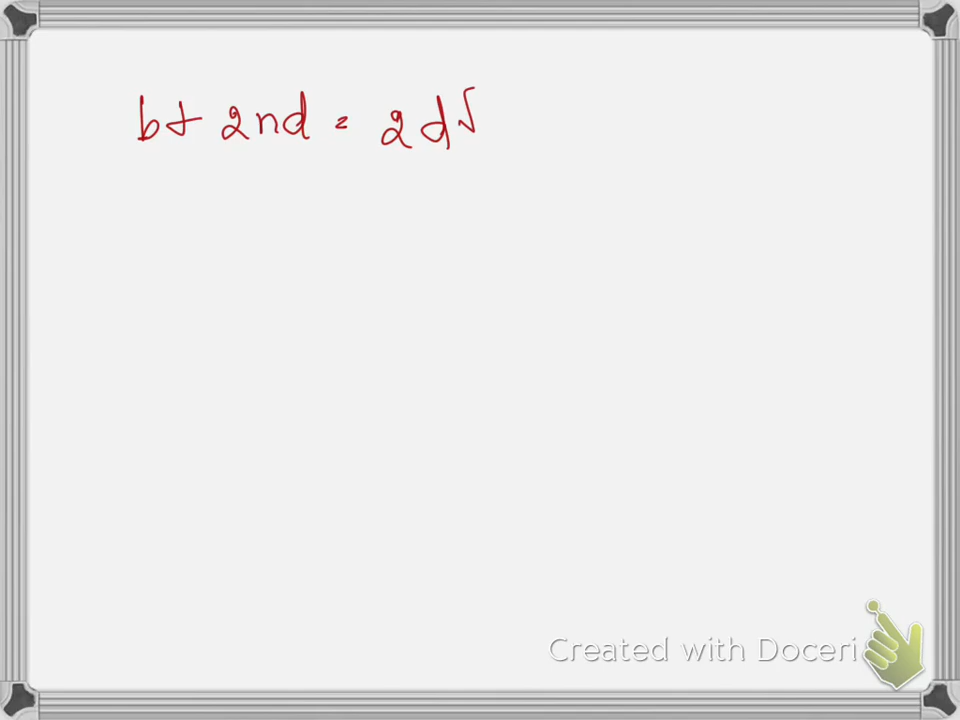 b+ 2nd = 2d√
Created with Doceri